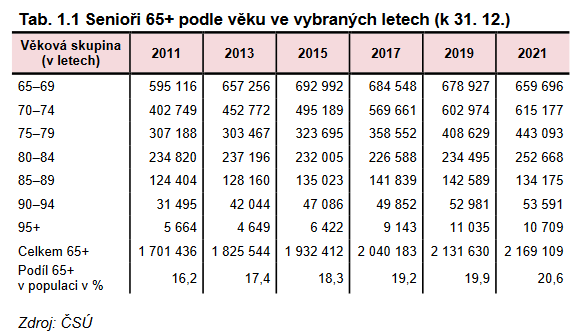 Tab. 1.1 Senioři 65+ podle věku ve vybraných letech (k 31. 12.)
Věková skupina (v letech) 2011 2013 2015 2017 2019 2021
65–69 595 116 657 256 692 992 684 548 678 927 659 696
70–74 402 749 452 772 495 189 569 661 602 974 615 177
75–79 307 188 303 467 323 695 358 552 408 629 443 093
80–84 234 820 237 196 232 005 226 588 234 495 252 668
85–89 124 404 128 160 135 023 141 839 142 589 134 175
90–94 31 495 42 044 47 086 49 852 52 981 53 591
95+ 5 664 4 649 6 422 9 143 11 035 10 709
Celkem 65+ 1 701 436 1 825 544 1 932 412 2 040 183 2 131 630 2 169 109
Podíl 65+ v populaci v % 16,2 17,4 18,3 19,2 19,9 20,6
Zdroj: ČSÚ